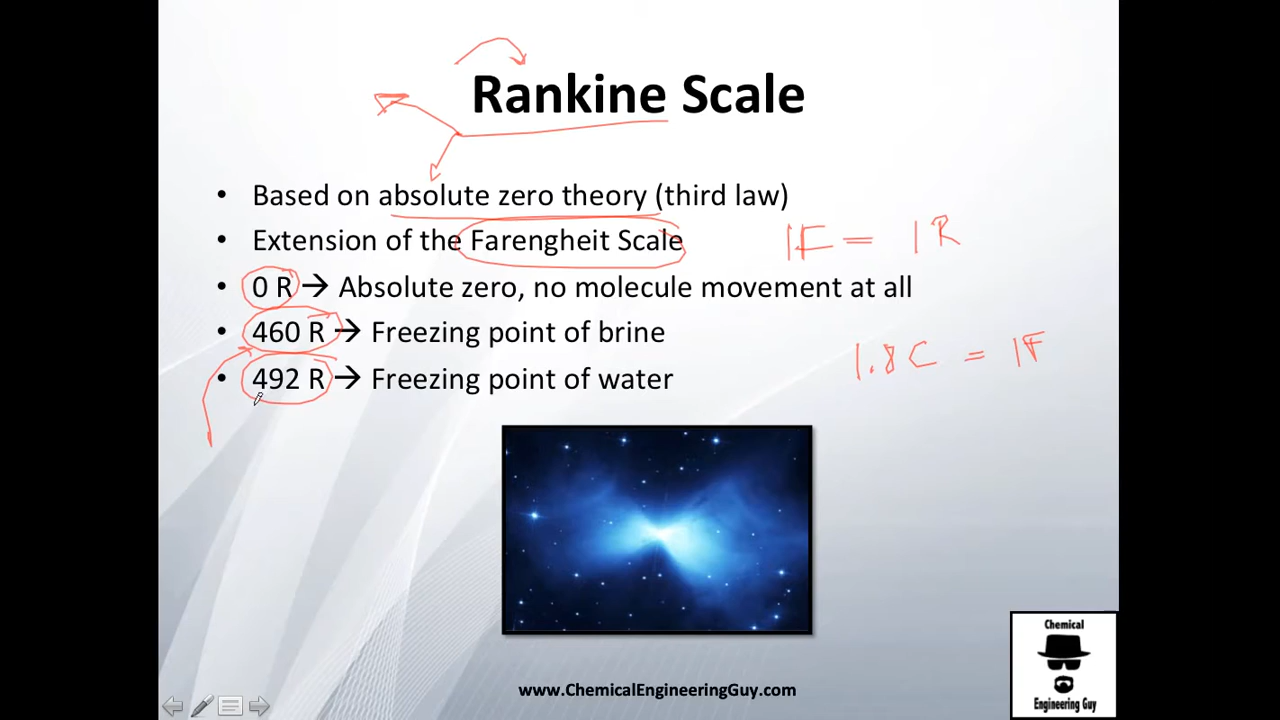 Rankine Scale
• Based on absolute zero theory (third law)
• Extension of the Farengheit Scale
1F = 1R
• 0 R → Absolute zero, no molecule movement at all
• 460 R → Freezing point of brine
1.8C = 1F
• 492 R → Freezing point of water
Chemical
Engineering Guy
www.ChemicalEngineeringGuy.com